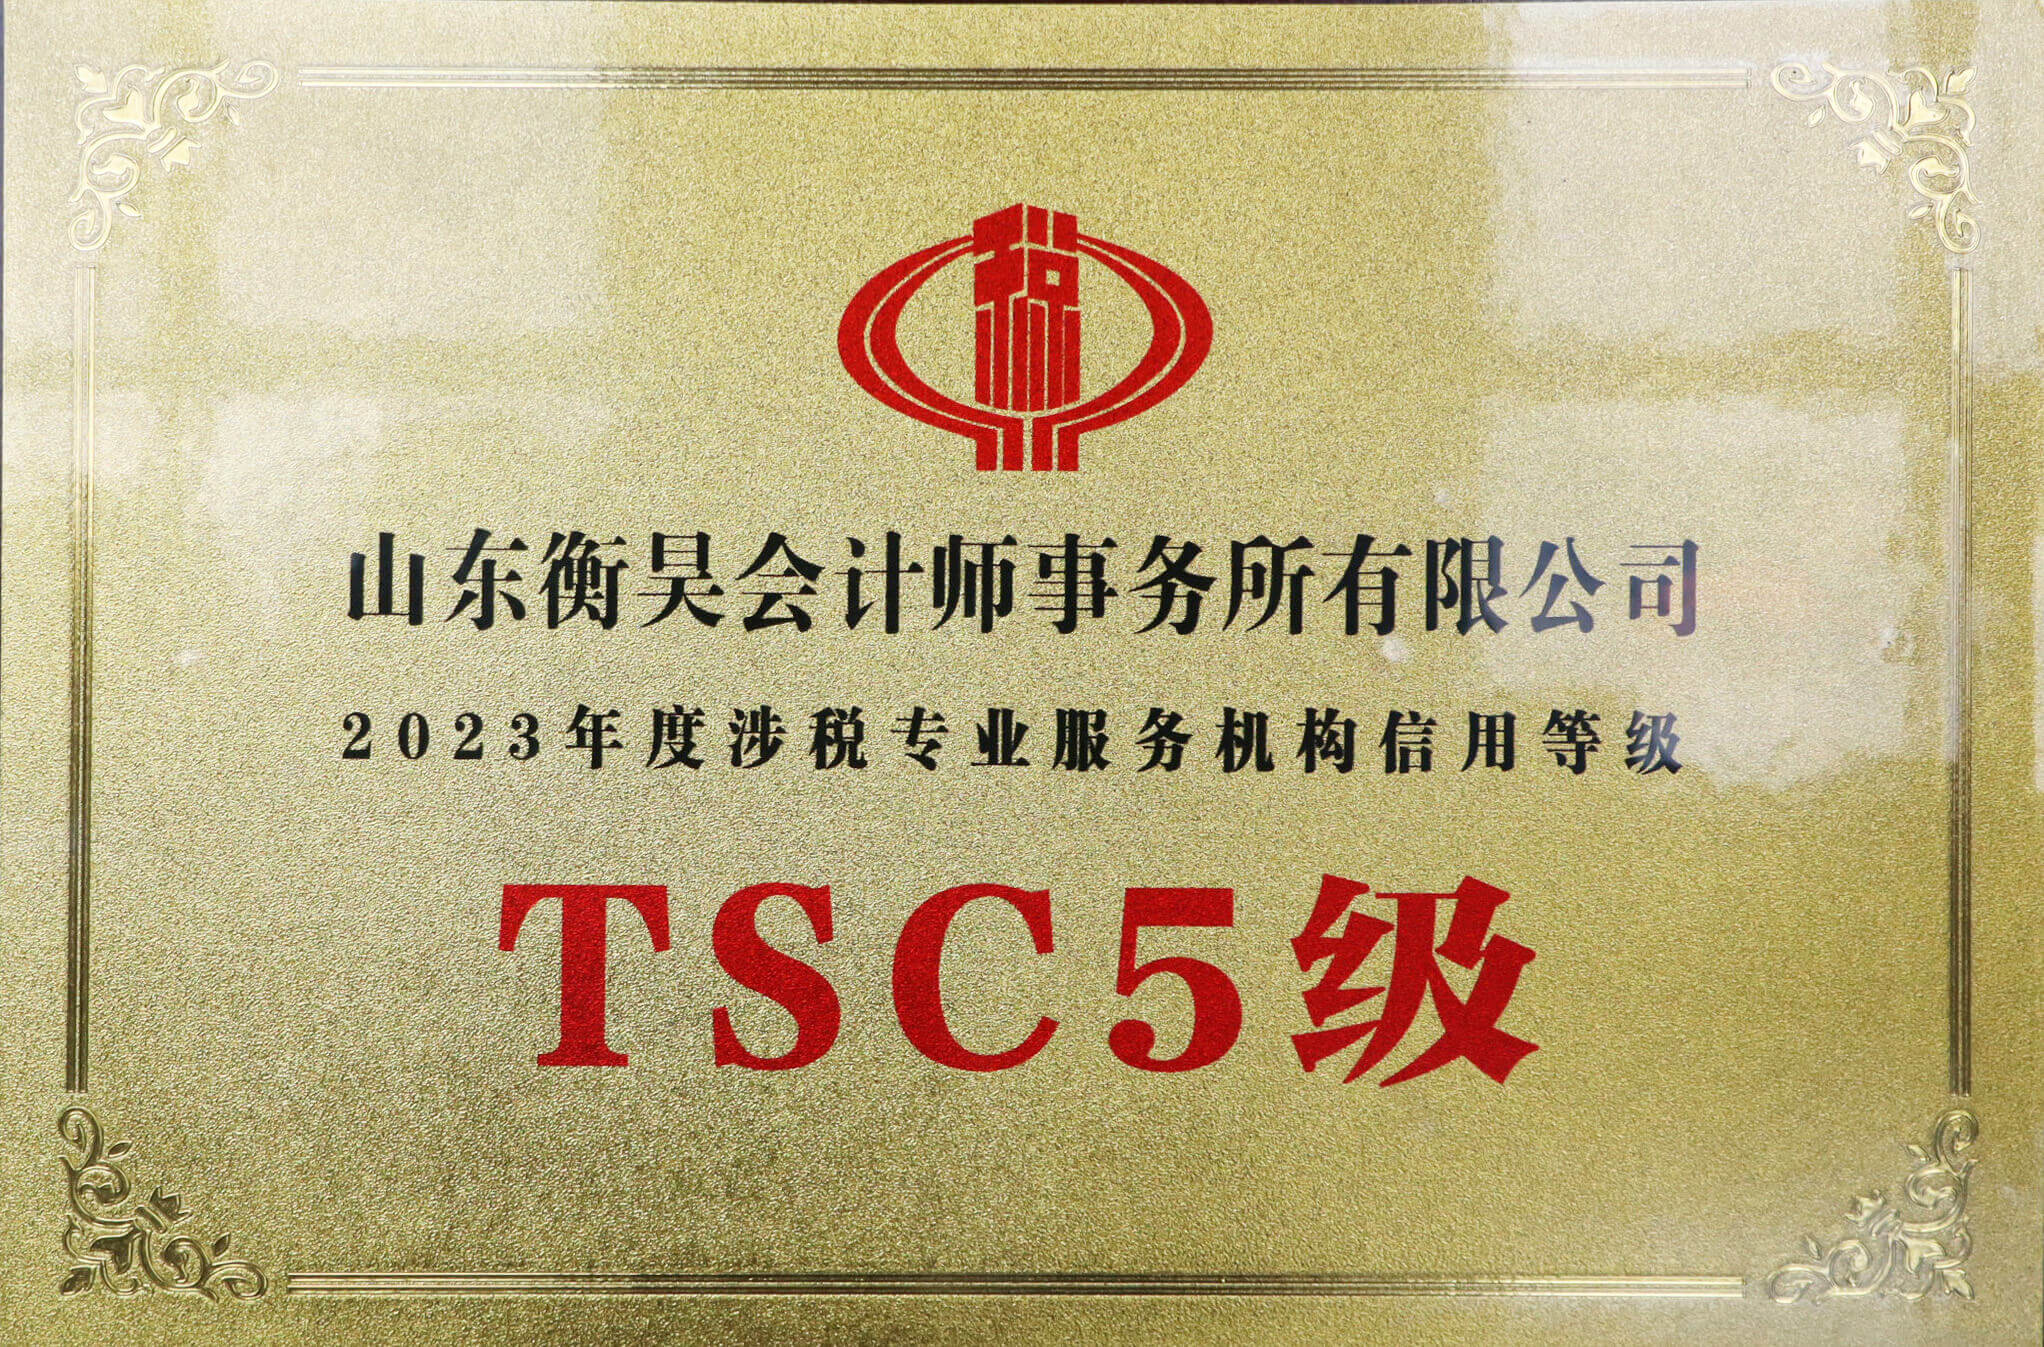 税
山东衡昊会计师事务所有限公司
2023年度涉税专业服务机构信用等级
TSC5级